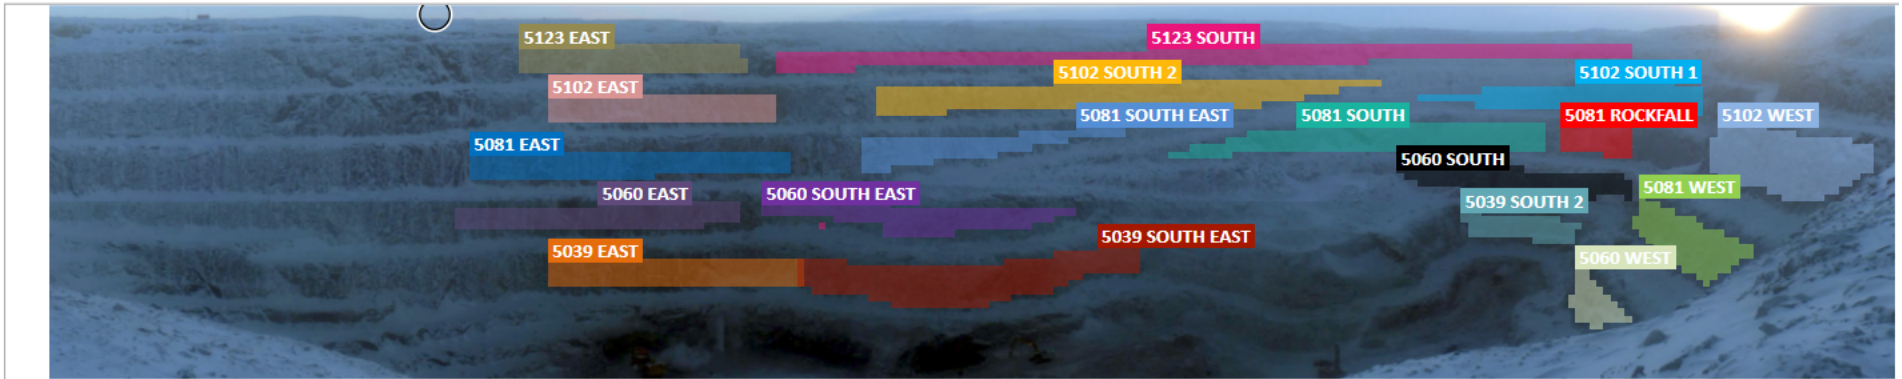 5123 EAST
5123 SOUTH
5102 EAST
5102 SOUTH 2
5102 SOUTH 1
5081 EAST
5081 SOUTH EAST
5081 SOUTH
5081 ROCKFALL
5102 WEST
5060 SOUTH
5060 EAST
5060 SOUTH EAST
5039 SOUTH 2
5081 WEST
5039 EAST
5039 SOUTH EAST
5060 WEST